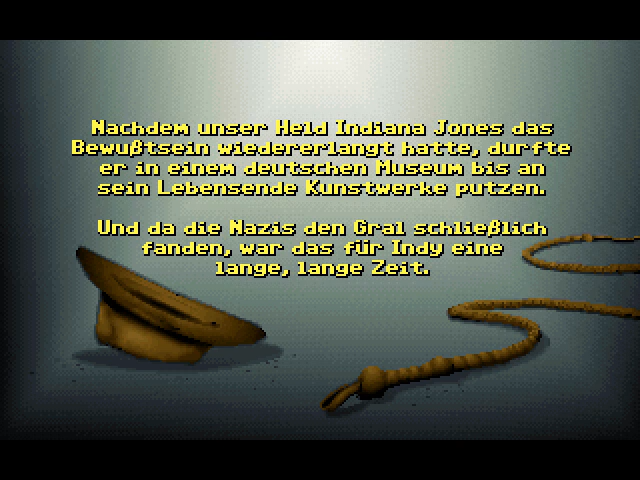 Nachdem unser Held Indiana Jones das
Bewußtsein wiedererlangt hatte, durfte
er in einem deutschen Museum bis an
sein Lebensende Kunstwerke putzen.
Und da die Nazis den Gral schließlich
fanden, war das für Indy eine
lange, lange Zeit.